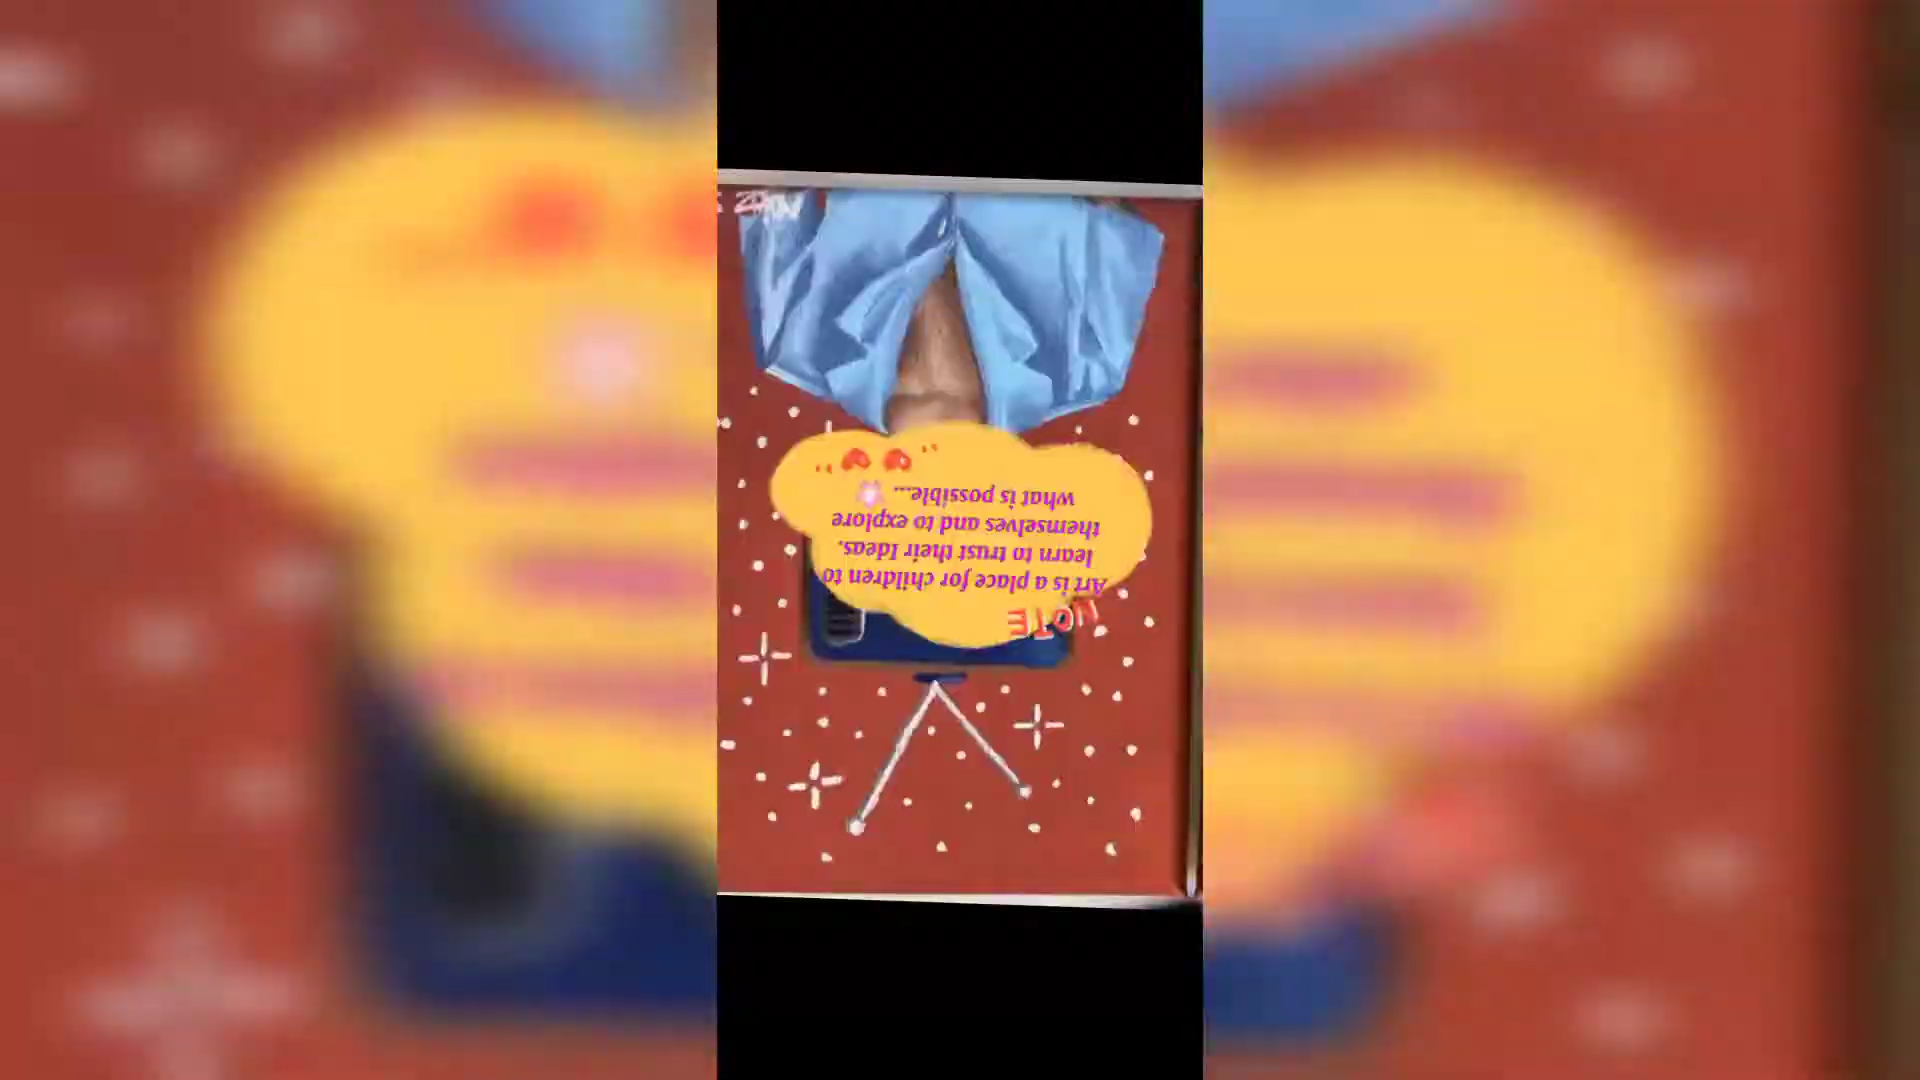 NOTE
Art is a place for children to
learn to trust their Ideas.
themselves and to explore
what is possible...